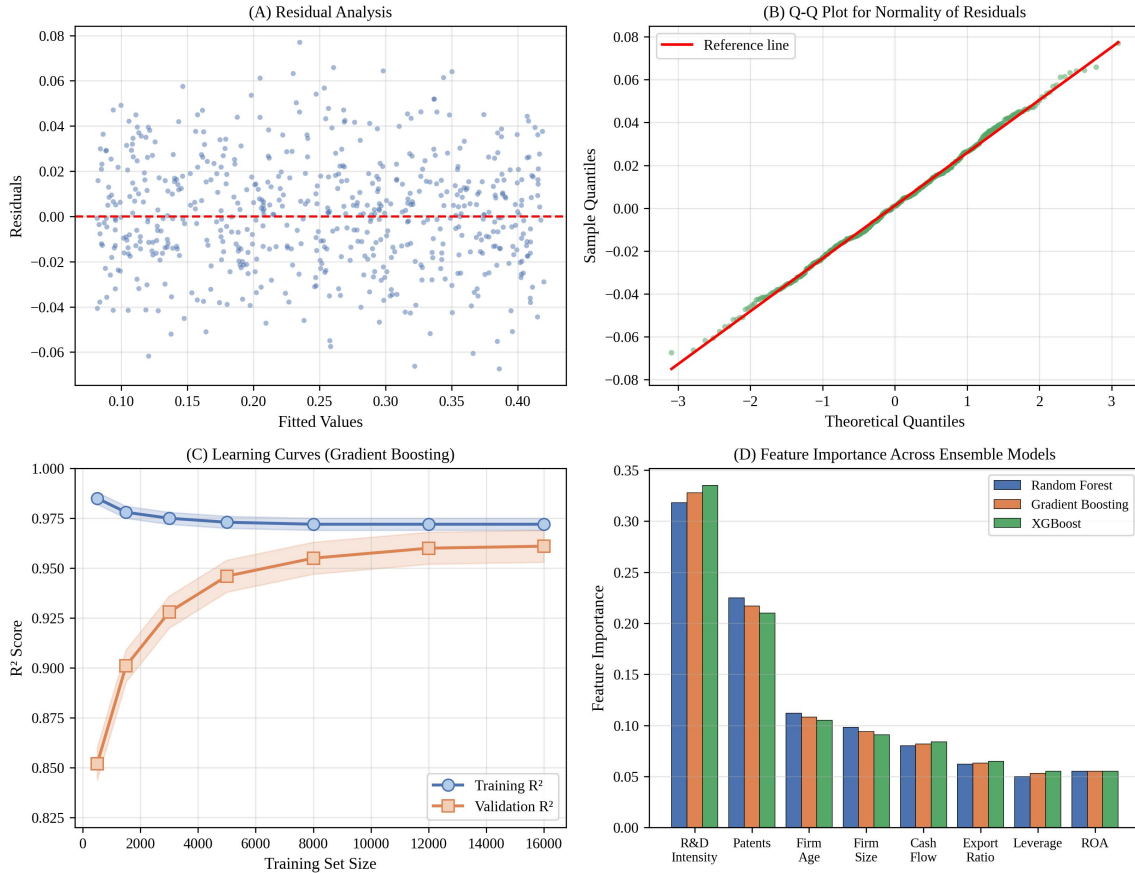 (A) Residual Analysis
0.08
0.06
0.04
0.02
0.00
−0.02
−0.04
−0.06
Residuals
0.10 0.15 0.20 0.25 0.30 0.35 0.40
Fitted Values
(B) Q-Q Plot for Normality of Residuals
Reference line
0.08
0.06
0.04
0.02
0.00
−0.02
−0.04
−0.06
−0.08
Sample Quantiles
−3 −2 −1 0 1 2 3
Theoretical Quantiles
(C) Learning Curves (Gradient Boosting)
1.000
0.975
0.950
0.925
0.900
0.875
0.850
0.825
R² Score
Training R²
Validation R²
0 2000 4000 6000 8000 10000 12000 14000 16000
Training Set Size
(D) Feature Importance Across Ensemble Models
Random Forest
Gradient Boosting
XGBoost
0.35
0.30
0.25
0.20
0.15
0.10
0.05
0.00
Feature Importance
R&D Intensity
Patents
Firm Age
Firm Size
Cash Flow
Export Ratio
Leverage
ROA